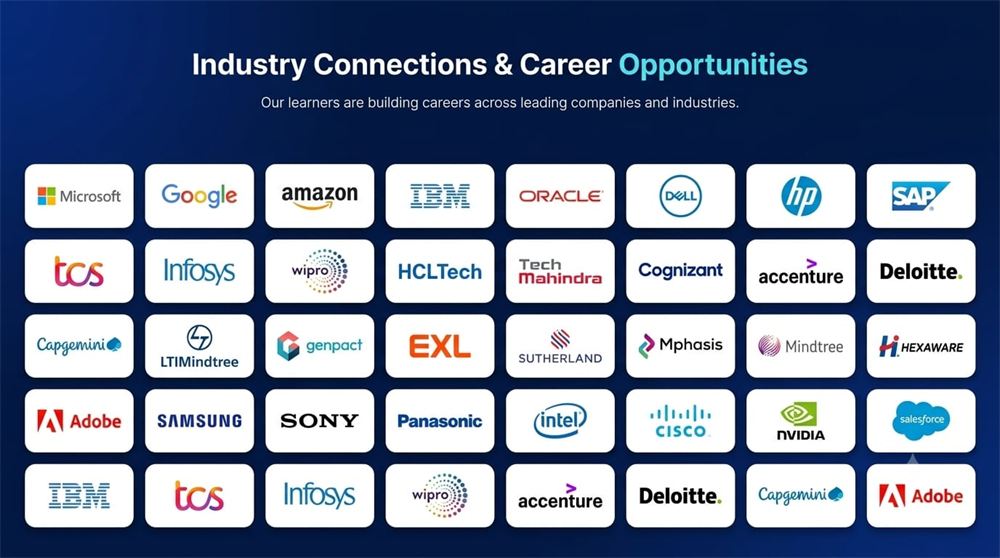 Industry Connections & Career Opportunities
Our learners are building careers across leading companies and industries.
Microsoft
Google
amazon
IBM
ORACLE
DELL
hp
SAP
tcs
Infosys
wipro
HCLTech
Tech
Mahindra
Cognizant
accenture
Deloitte.
Capgemini
LTIMindtree
genpact
EXL
SUTHERLAND
Mphasis
Mindtree
HEXAWARE
Adobe
SAMSUNG
SONY
Panasonic
intel
CISCO
NVIDIA
salesforce
IBM
tcs
Infosys
wipro
accenture
Deloitte.
Capgemini
Adobe